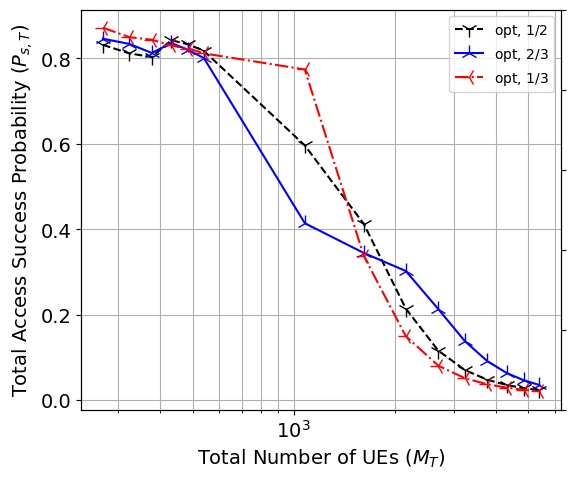 opt, 1/2
opt, 2/3
opt, 1/3
Total Access Success Probability ($P_{s,T}$)
0.8
0.6
0.4
0.2
0.0
$10^3$
Total Number of UEs ($M_T$)